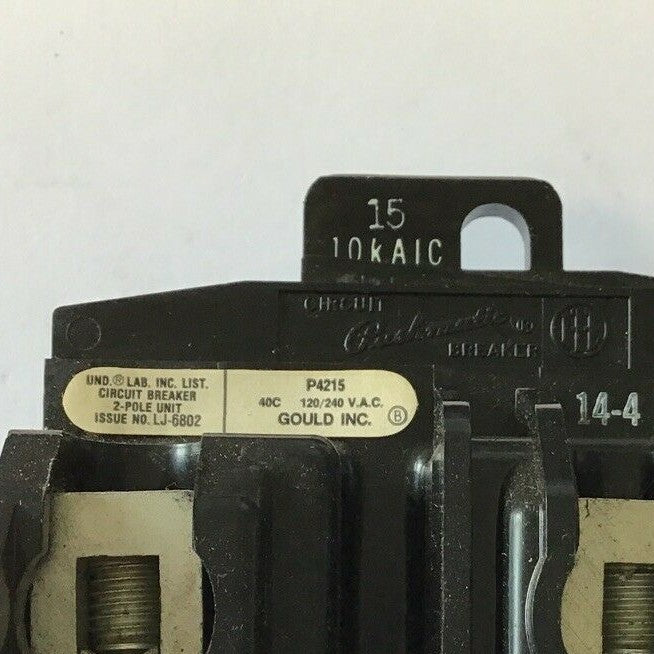 15
10kAIC
CIRCUIT
Pushmatic
BREAKER
UND.® LAB. INC. LIST.
CIRCUIT BREAKER
2-POLE UNIT
ISSUE NO. LJ-6802
P4215
40C 120/240 V.A.C.
GOULD INC. B
14-4